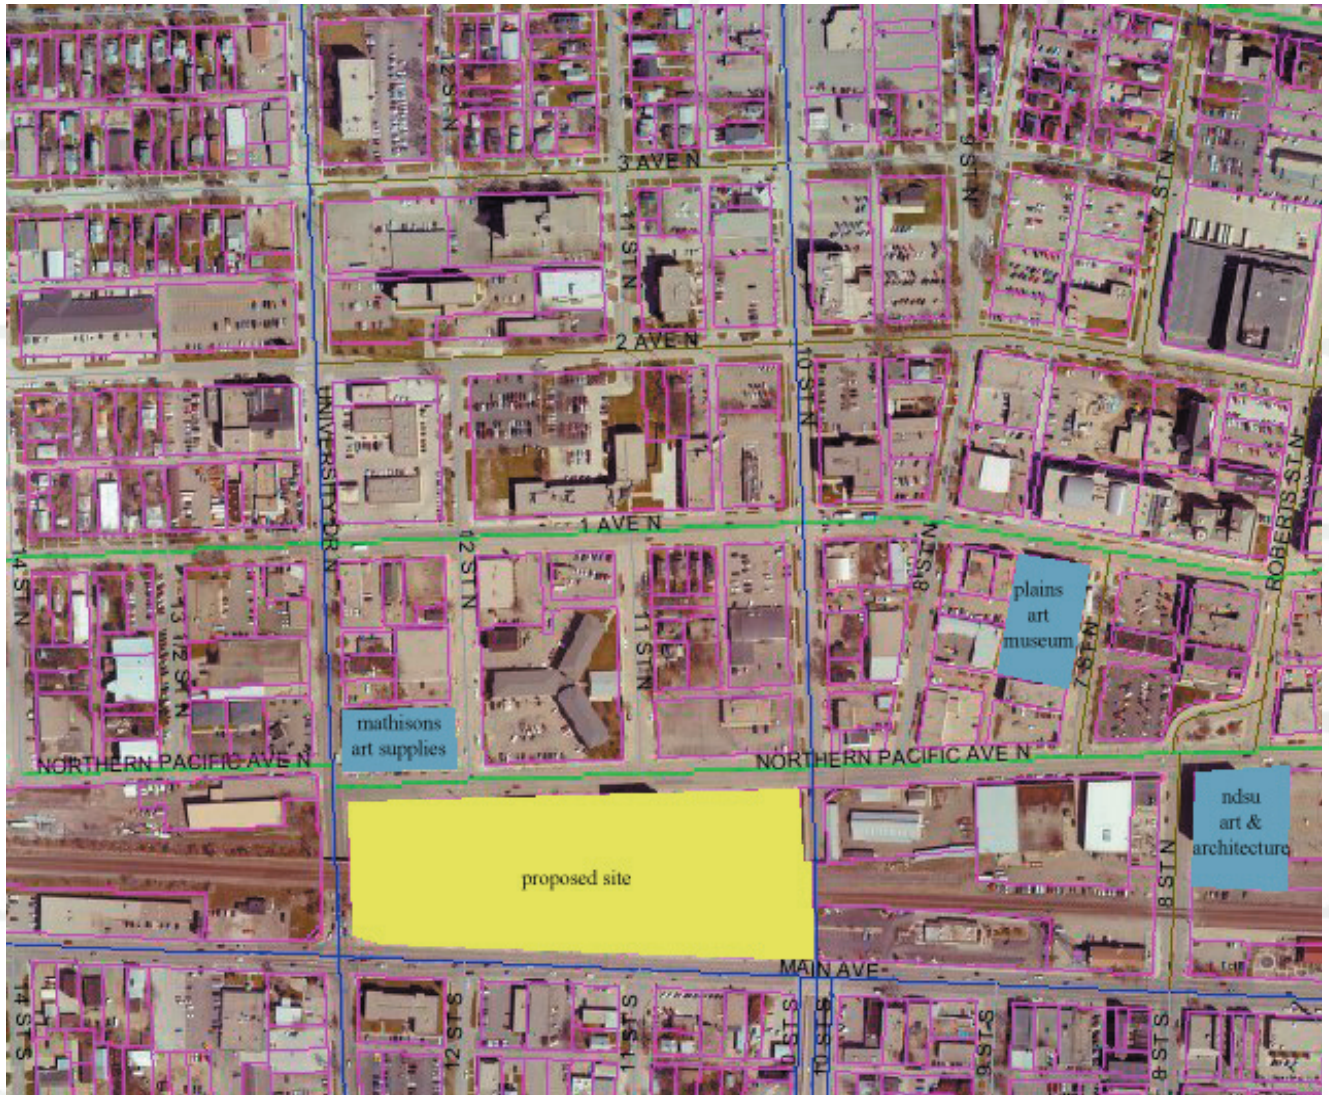 12 ST N
3 AVE N
9 ST N
7 ST N
11 ST N
2 AVE N
10 ST N
UNIVERSITY DR N
ROBERTS ST N
1 AVE N
14 ST N
12 ST N
8 ST N
plains
art
museum
13 1/2 ST N
11 ST N
7 ST N
mathisons
art supplies
NORTHERN PACIFIC AVE N
NORTHERN PACIFIC AVE N
ndsu
art &
architecture
proposed site
8 ST N
MAIN AVE
14 ST S
12 ST S
11 ST S
0 ST S
10 ST S
9 ST S
8 ST S